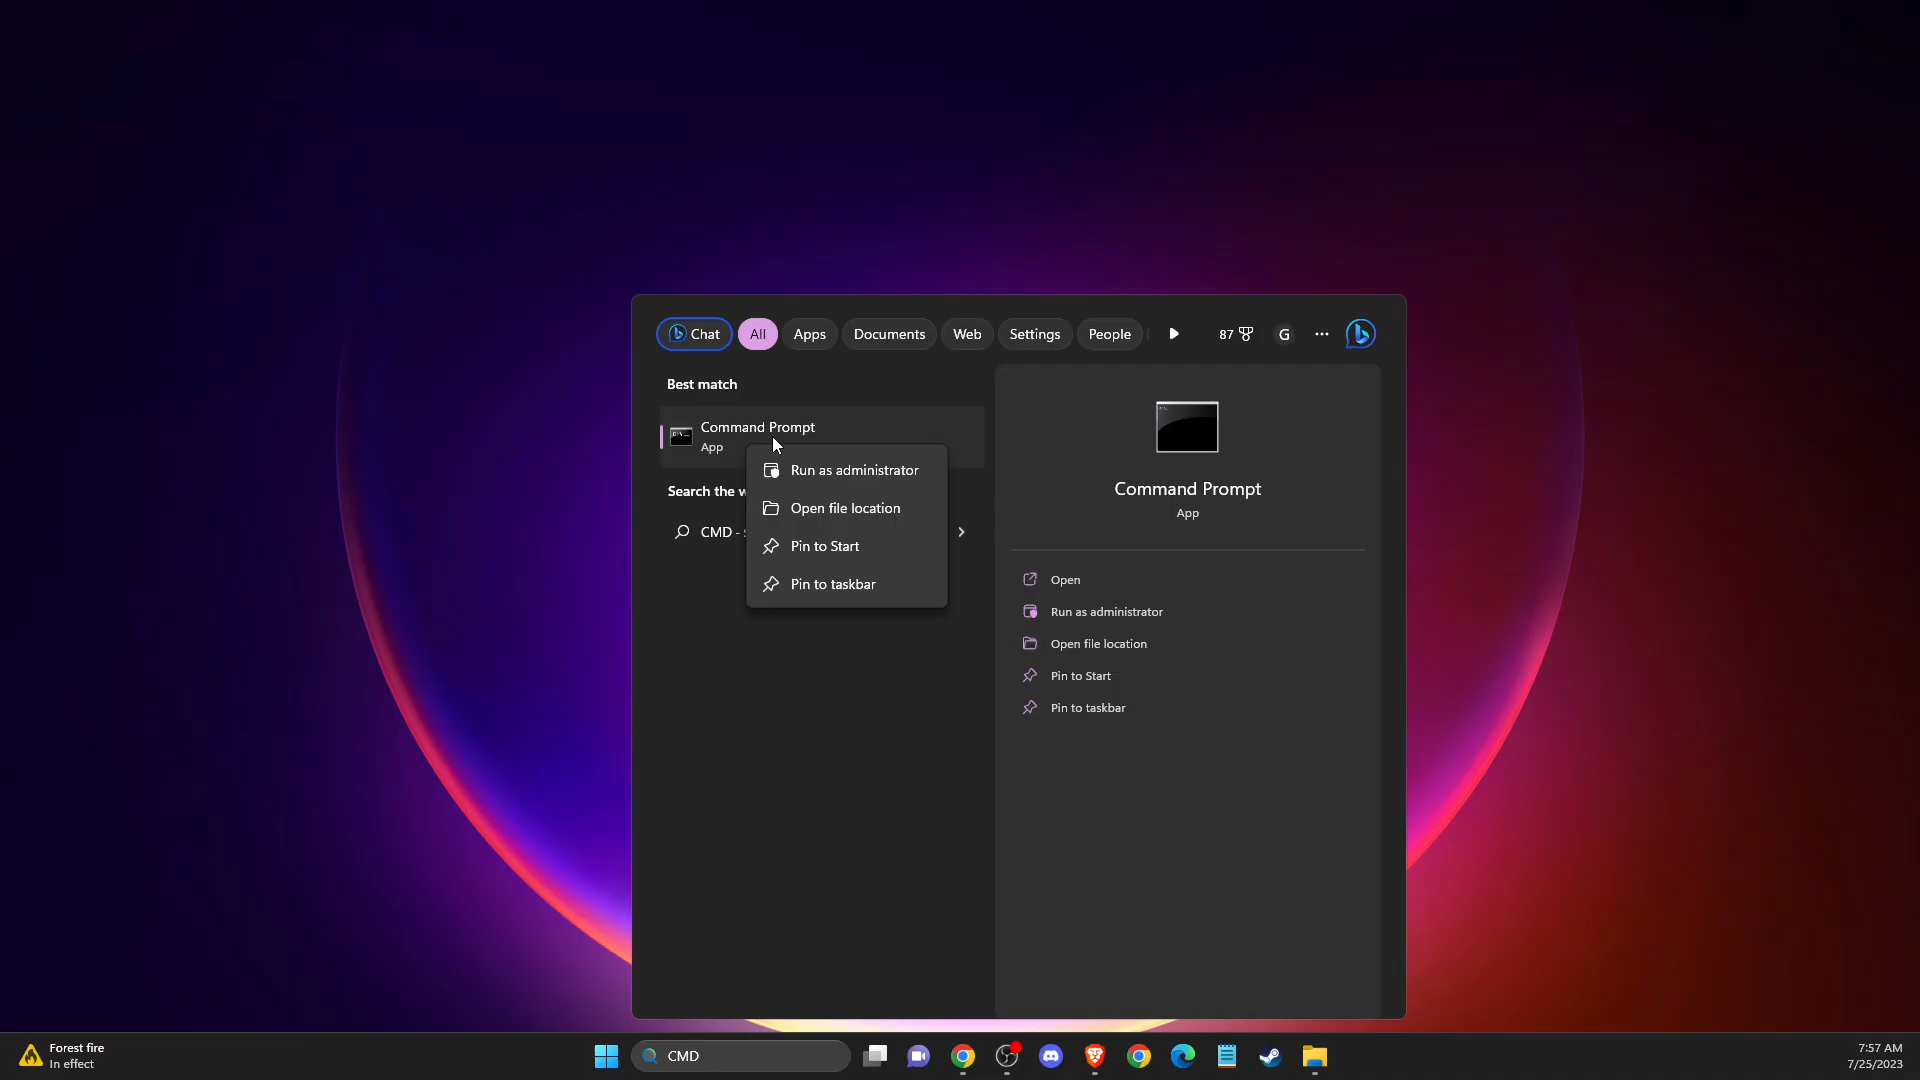 Chat
All
Apps
Documents
Web
Settings
People
87
G
Best match
Command Prompt
App
Run as administrator
Open file location
Pin to Start
Pin to taskbar
Search the w
CMD - s
Command Prompt
App
Open
Run as administrator
Open file location
Pin to Start
Pin to taskbar
Forest fire
In effect
CMD
7:57 AM
7/25/2023